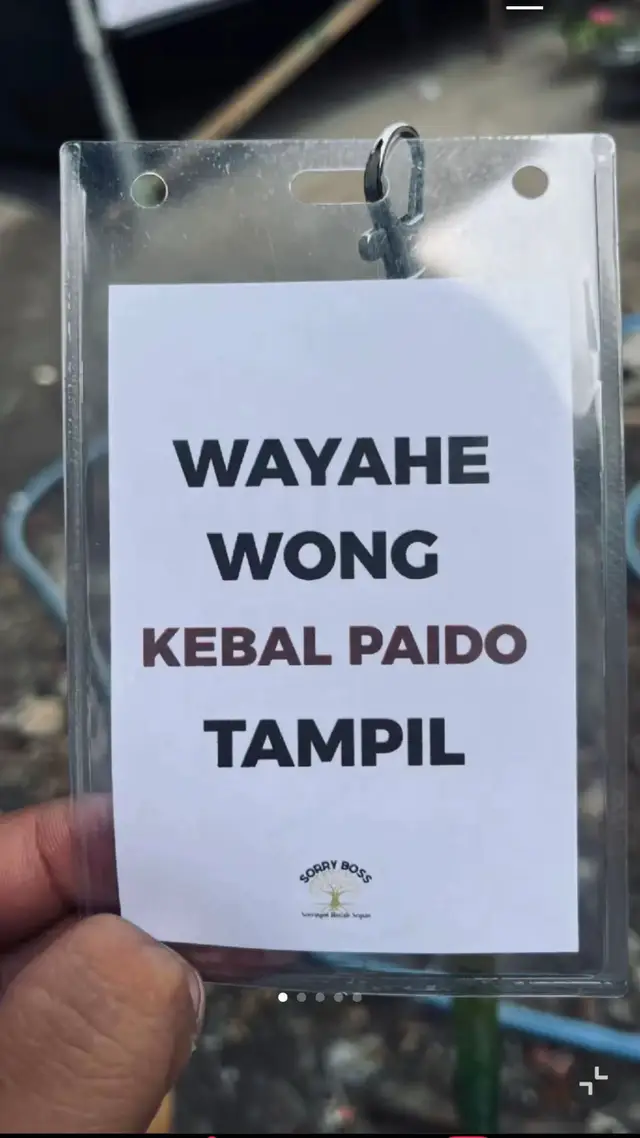 WAYAHE
WONG
KEBAL PAIDO
TAMPIL
SORRY BOSS